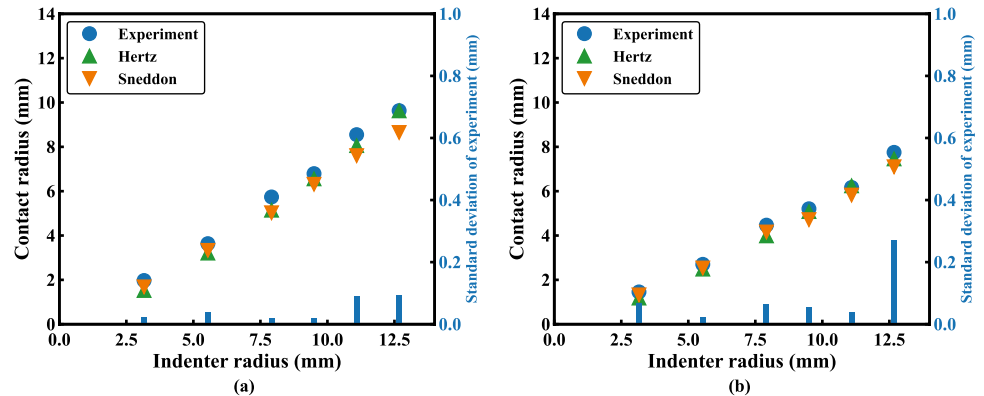 14
12
10
8
6
4
2
0
Contact radius (mm)
Experiment
Hertz
Sneddon
1.0
0.8
0.6
0.4
0.2
0.0
Standard deviation of experiment (mm)
0.0 2.5 5.0 7.5 10.0 12.5
Indenter radius (mm)
(a)
14
12
10
8
6
4
2
0
Contact radius (mm)
Experiment
Hertz
Sneddon
1.0
0.8
0.6
0.4
0.2
0.0
Standard deviation of experiment (mm)
0.0 2.5 5.0 7.5 10.0 12.5
Indenter radius (mm)
(b)